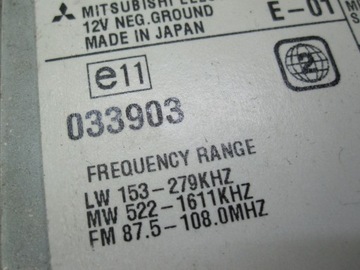 MITSUBISHI
12V NEG. GROUND
MADE IN JAPAN
E-01
e11
2
033903
FREQUENCY RANGE
LW 153-279KHZ
MW 522-1611KHZ
FM 87.5-108.0MHZ